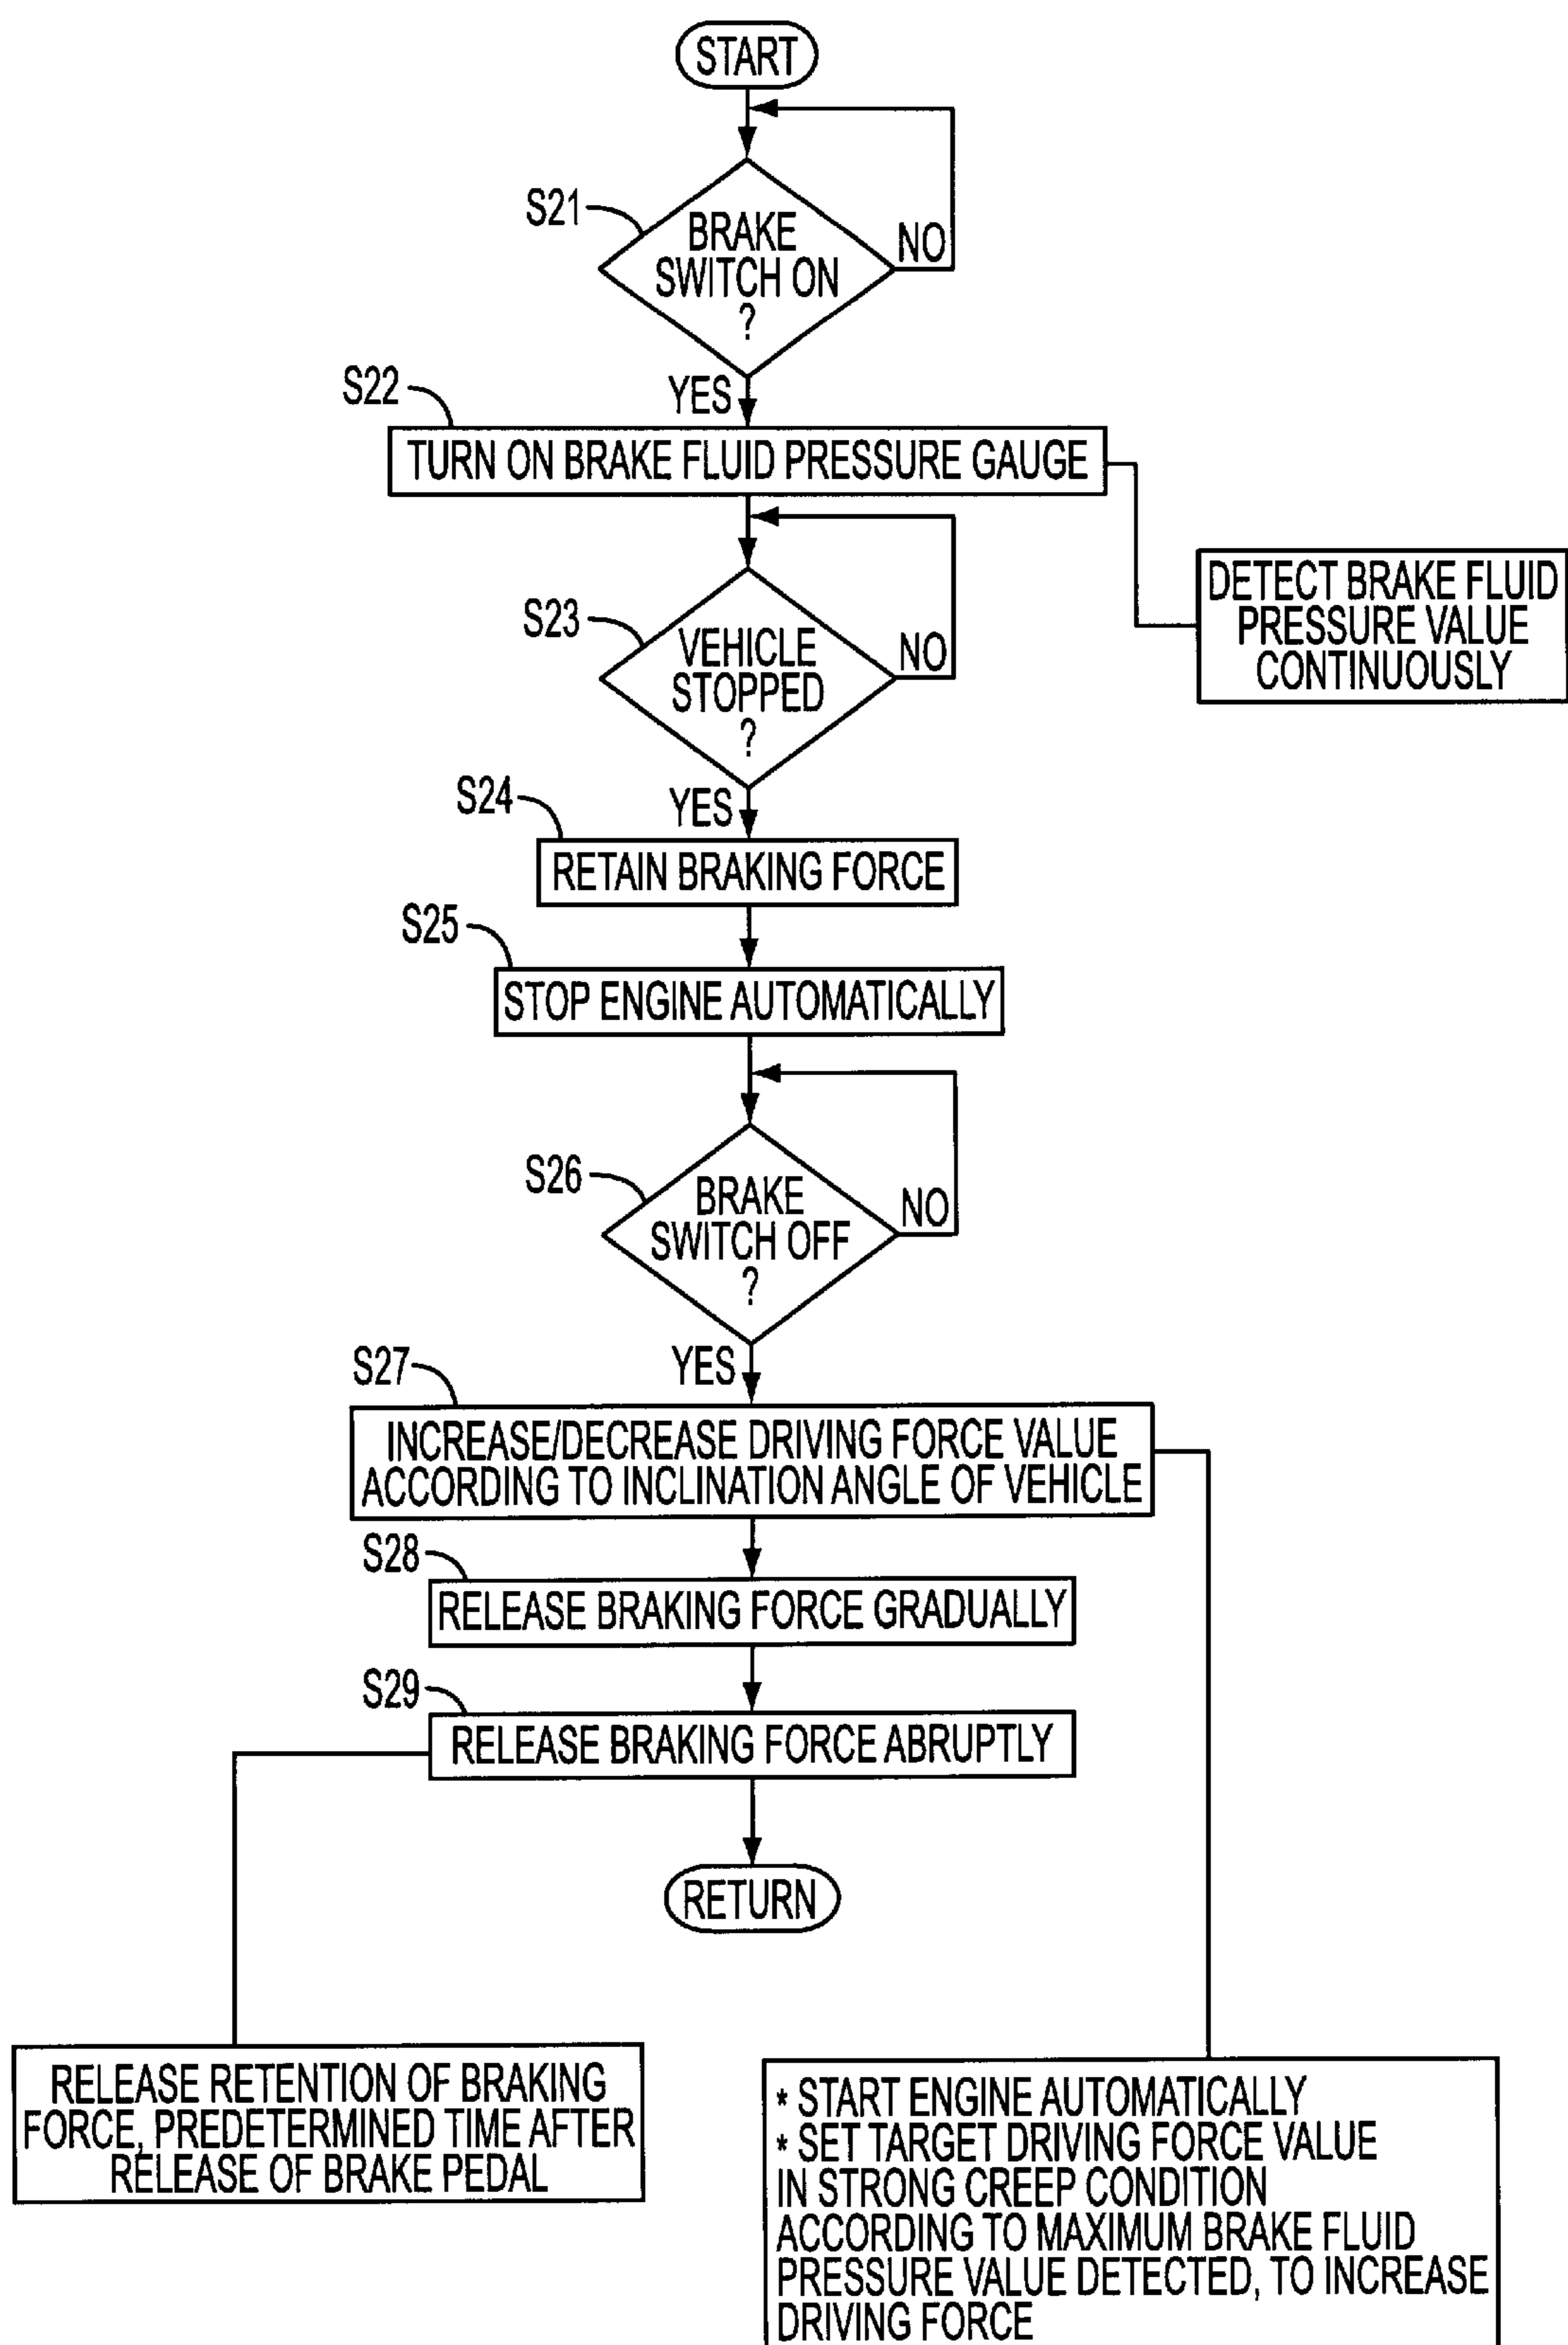 START
S21
BRAKE
SWITCH ON
?
NO
YES
S22
TURN ON BRAKE FLUID PRESSURE GAUGE
DETECT BRAKE FLUID
PRESSURE VALUE
CONTINUOUSLY
S23
VEHICLE
STOPPED
?
NO
YES
S24
RETAIN BRAKING FORCE
S25
STOP ENGINE AUTOMATICALLY
S26
BRAKE
SWITCH OFF
?
NO
YES
S27
INCREASE/DECREASE DRIVING FORCE VALUE
ACCORDING TO INCLINATION ANGLE OF VEHICLE
S28
RELEASE BRAKING FORCE GRADUALLY
S29
RELEASE BRAKING FORCE ABRUPTLY
RETURN
RELEASE RETENTION OF BRAKING
FORCE, PREDETERMINED TIME AFTER
RELEASE OF BRAKE PEDAL
* START ENGINE AUTOMATICALLY
* SET TARGET DRIVING FORCE VALUE
IN STRONG CREEP CONDITION
ACCORDING TO MAXIMUM BRAKE FLUID
PRESSURE VALUE DETECTED, TO INCREASE
DRIVING FORCE